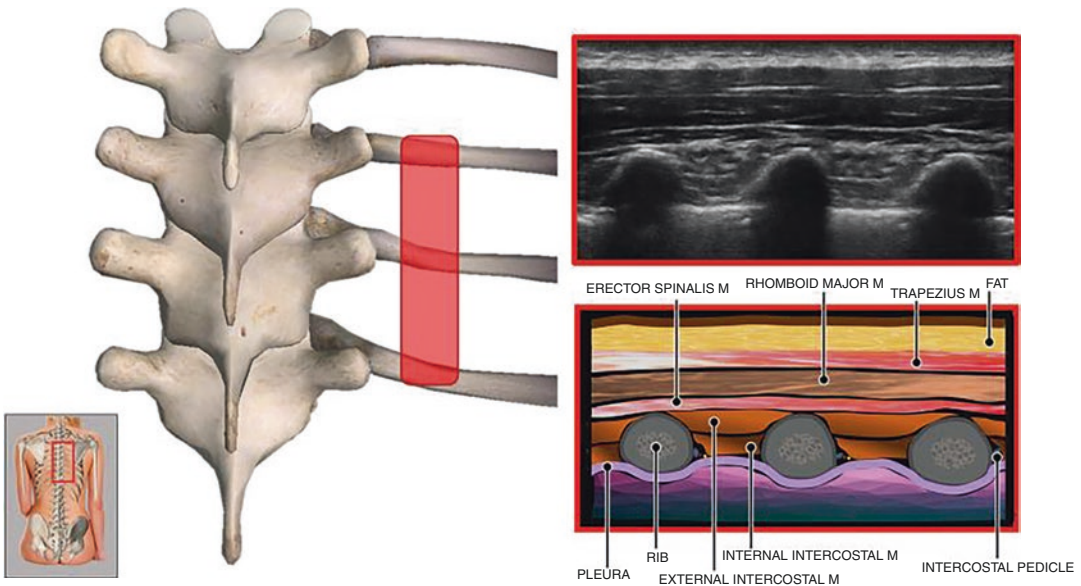 ERECTOR SPINALIS M
RHOMBOID MAJOR M
TRAPEZIUS M
FAT
PLEURA
RIB
EXTERNAL INTERCOSTAL M
INTERNAL INTERCOSTAL M
INTERCOSTAL PEDICLE